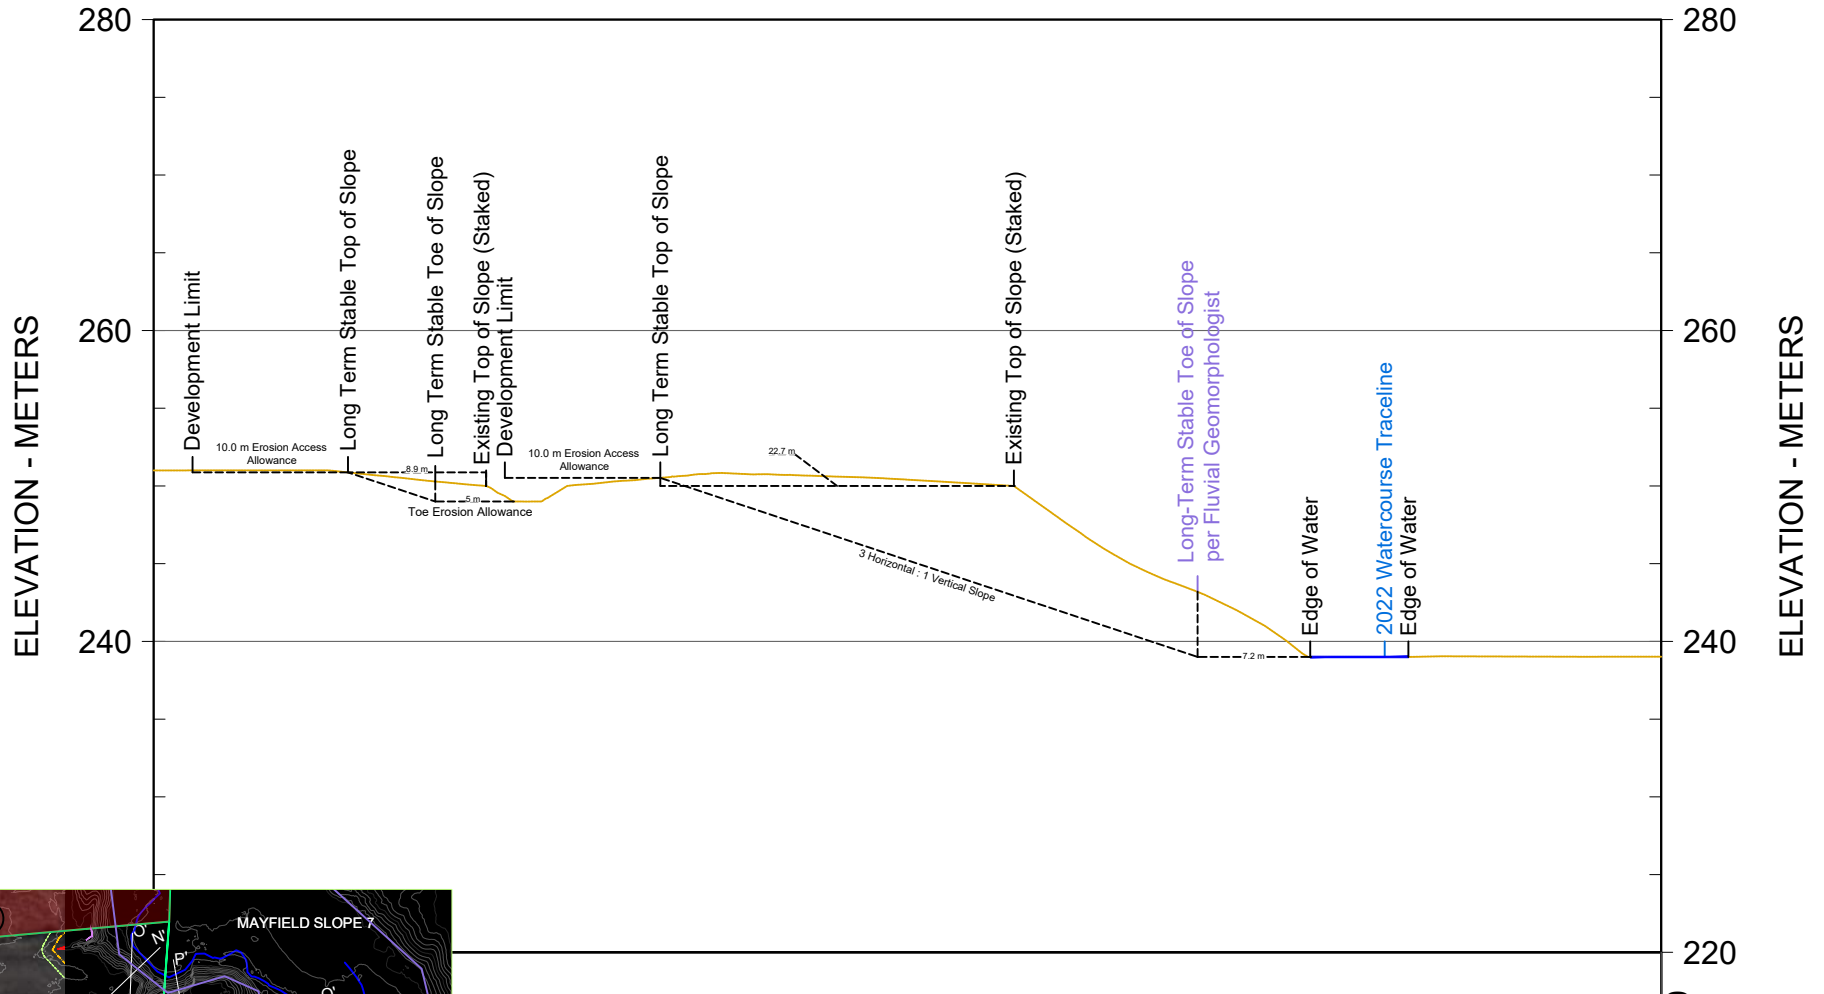 280
280
260
260
240
240
220
ELEVATION - METERS
ELEVATION - METERS
Development Limit
10.0 m Erosion Access
Allowance
Long Term Stable Top of Slope
8.9 m
Long Term Stable Toe of Slope
5 m
Toe Erosion Allowance
Existing Top of Slope (Staked)
Development Limit
10.0 m Erosion Access
Allowance
Long Term Stable Top of Slope
22.7 m
3 Horizontal : 1 Vertical Slope
Existing Top of Slope (Staked)
Long-Term Stable Toe of Slope
per Fluvial Geomorphologist
7.2 m
Edge of Water
2022 Watercourse Traceline
Edge of Water
MAYFIELD SLOPE 7
O'
N'
P'